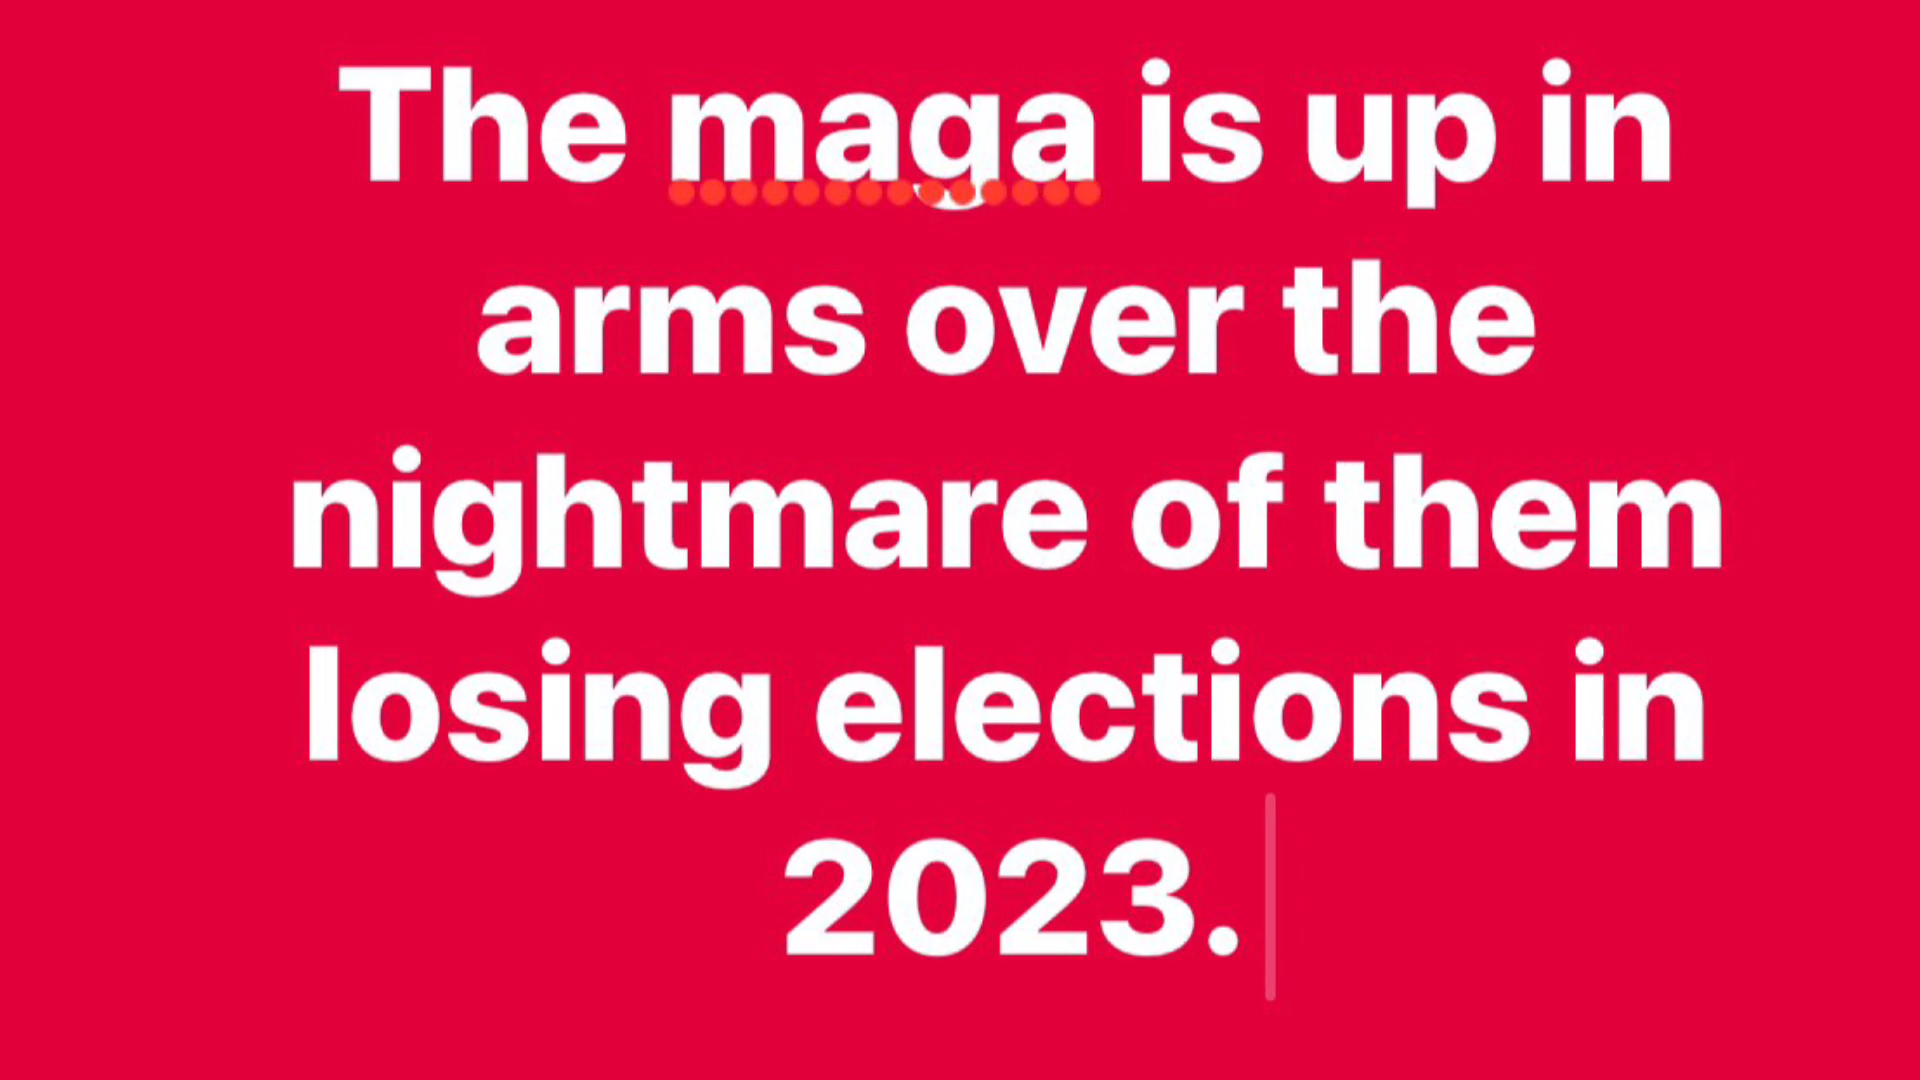 The maga is up in
arms over the
nightmare of them
losing elections in
2023.